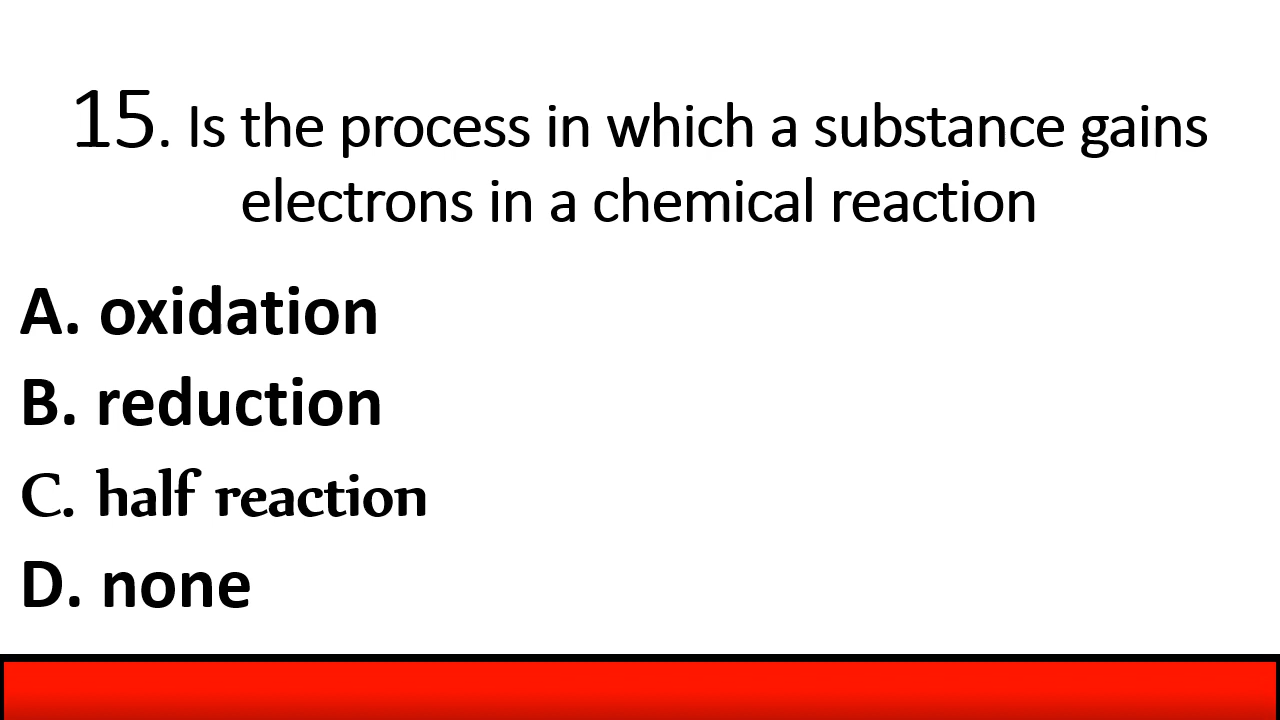 15. Is the process in which a substance gains
electrons in a chemical reaction
A. oxidation
B. reduction
C. half reaction
D. none